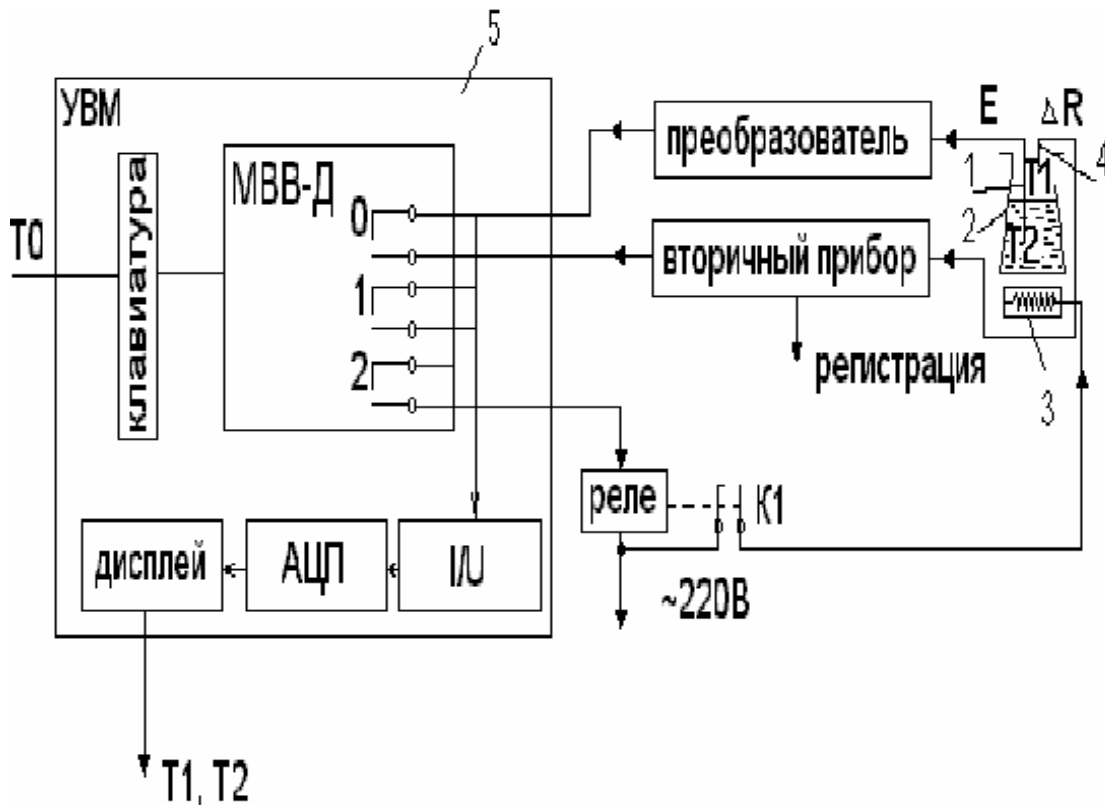 5
УВМ
E ΔR
преобразователь
4
клавиатура
МВВ-Д
1
T1
T0
0
2
T2
вторичный прибор
1
2
регистрация
3
реле
К1
дисплей
АЦП
I/U
~220В
T1, T2